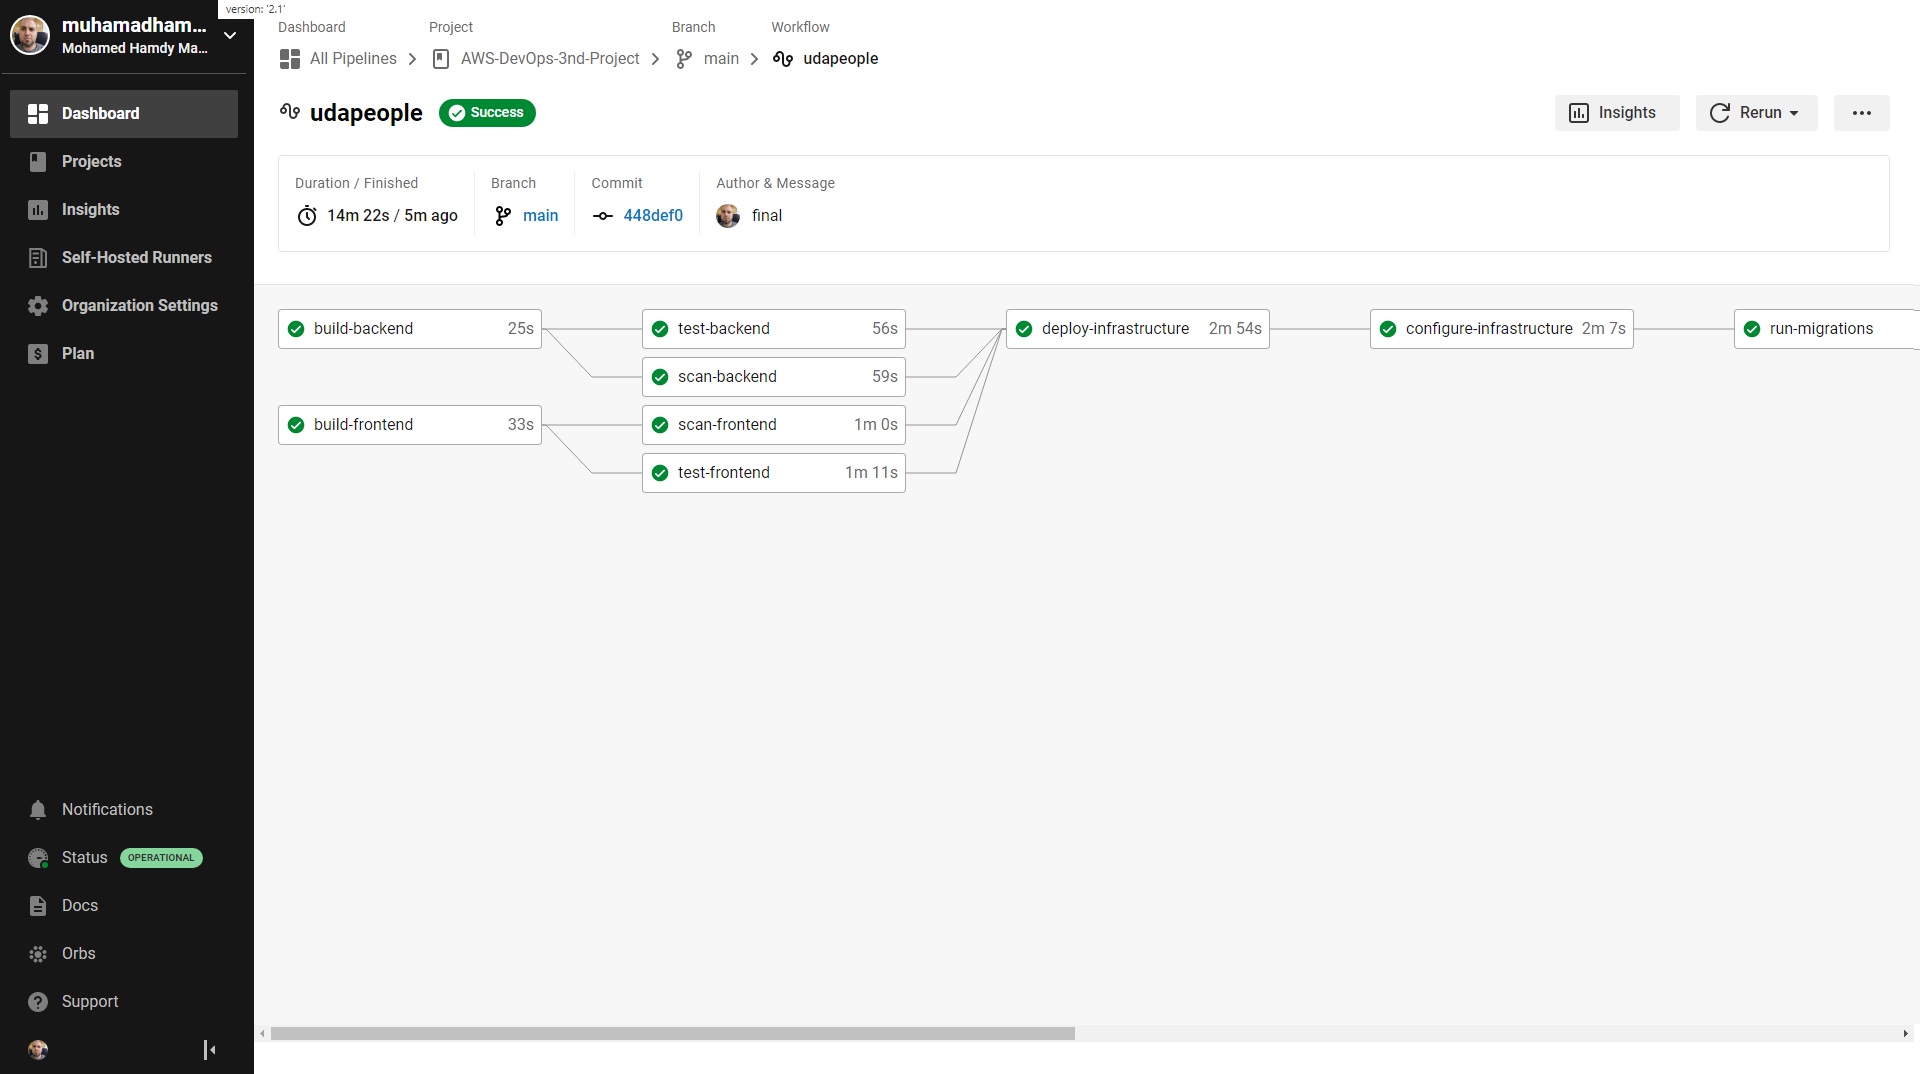 version: '2.1'
muhamadham...
Mohamed Hamdy Ma...
Dashboard
Projects
Insights
Self-Hosted Runners
Organization Settings
Plan
Notifications
Status OPERATIONAL
Docs
Orbs
Support
Dashboard Project Branch Workflow
All Pipelines AWS-DevOps-3nd-Project main udapeople
udapeople Success
Insights Rerun
Duration / Finished Branch Commit Author & Message
14m 22s / 5m ago main 448def0 final
build-backend 25s test-backend 56s deploy-infrastructure 2m 54s configure-infrastructure 2m 7s run-migrations
scan-backend 59s
build-frontend 33s scan-frontend 1m 0s
test-frontend 1m 11s